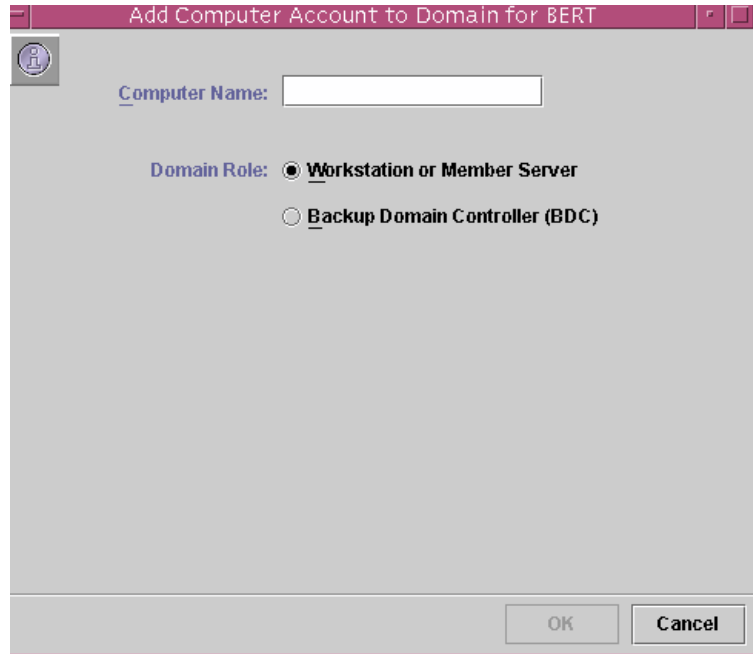 Add Computer Account to Domain for BERT
Computer Name:
Domain Role: Workstation or Member Server
Backup Domain Controller (BDC)
OK Cancel